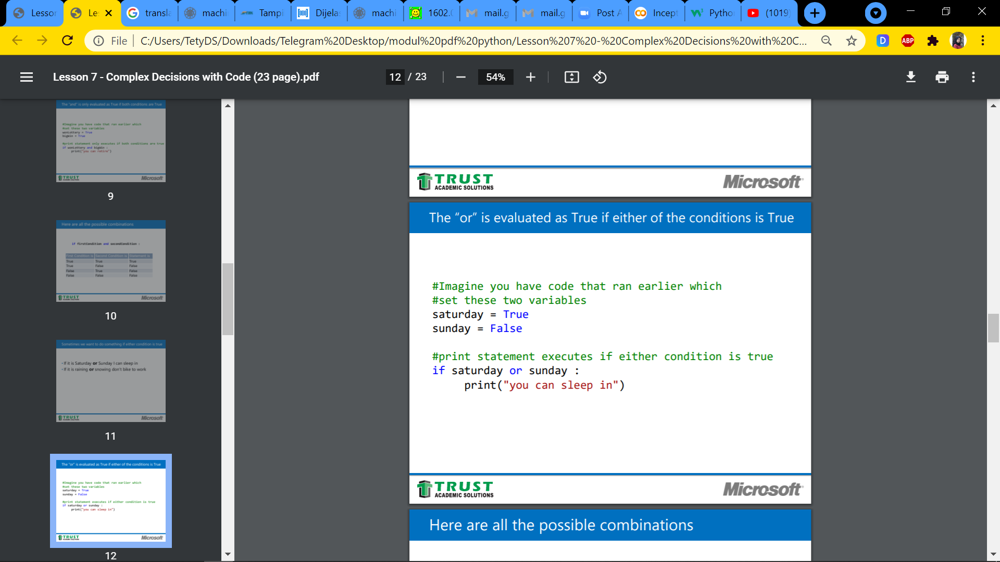 Lesson
Le
transla
machi
Tampi
Dijela
machi
1602.0
mail.g
mail.g
Post A
Incept
Pytho
(1019)
File
C:/Users/TetyDS/Downloads/Telegram%20Desktop/modul%20pdf%20python/Lesson%207%20-%20Complex%20Decisions%20with%20C...
D
ABP
Lesson 7 - Complex Decisions with Code (23 page).pdf
12 / 23
54%
The "and" is only evaluated as True if both conditions are True
#Imagine you have code that ran earlier which
#set these two variables
wonLottery = True
bigWin = True
#print statement only executes if both conditions are true
if wonLottery and bigWin :
print("you can retire")
TRUST
ACADEMIC SOLUTIONS
Microsoft
9
Here are all the possible combinations
if firstCondition and secondCondition :
First Condition is Second Condition is Statement is
True True True
True False False
False True False
False False False
TRUST
ACADEMIC SOLUTIONS
Microsoft
10
Sometimes we want to do something if either condition is true
• If it is Saturday or Sunday I can sleep in
• If it is raining or snowing don't bike to work
TRUST
ACADEMIC SOLUTIONS
Microsoft
11
The "or" is evaluated as True if either of the conditions is True
#Imagine you have code that ran earlier which
#set these two variables
saturday = True
sunday = False
#print statement executes if either condition is true
if saturday or sunday :
print("you can sleep in")
TRUST
ACADEMIC SOLUTIONS
Microsoft
12
TRUST
ACADEMIC SOLUTIONS
Microsoft
The “or” is evaluated as True if either of the conditions is True
#Imagine you have code that ran earlier which
#set these two variables
saturday = True
sunday = False
#print statement executes if either condition is true
if saturday or sunday :
print("you can sleep in")
TRUST
ACADEMIC SOLUTIONS
Microsoft
Here are all the possible combinations